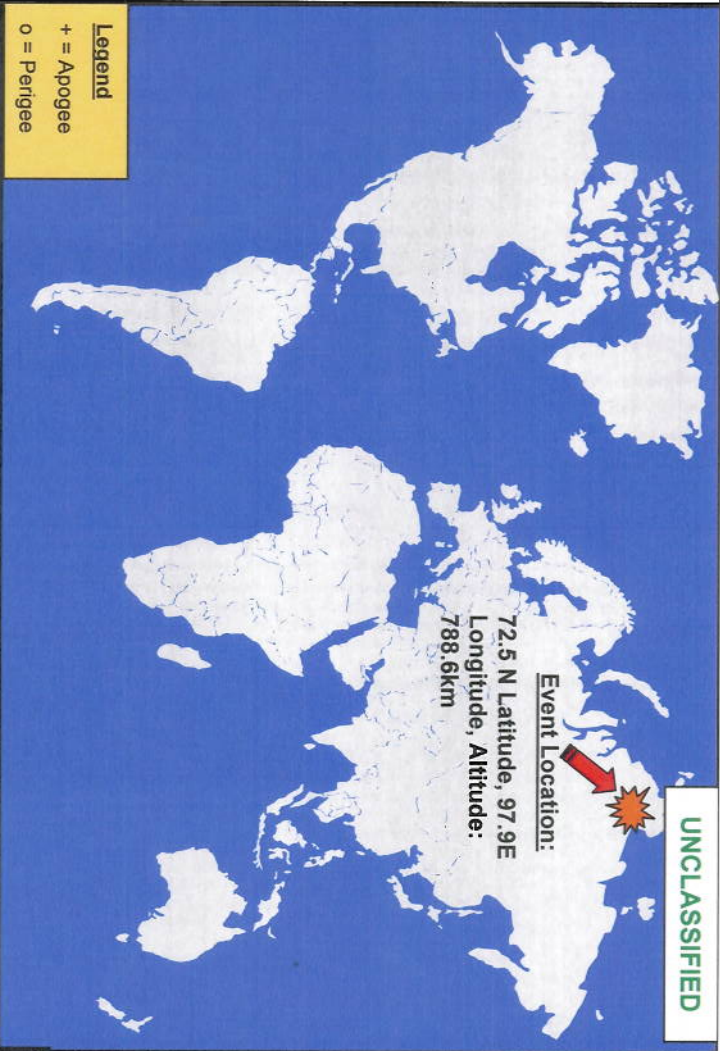 UNCLASSIFIED
Event Location:
72.5 N Latitude, 97.9E
Longitude, Altitude:
788.6km
Legend
+ = Apogee
o = Perigee